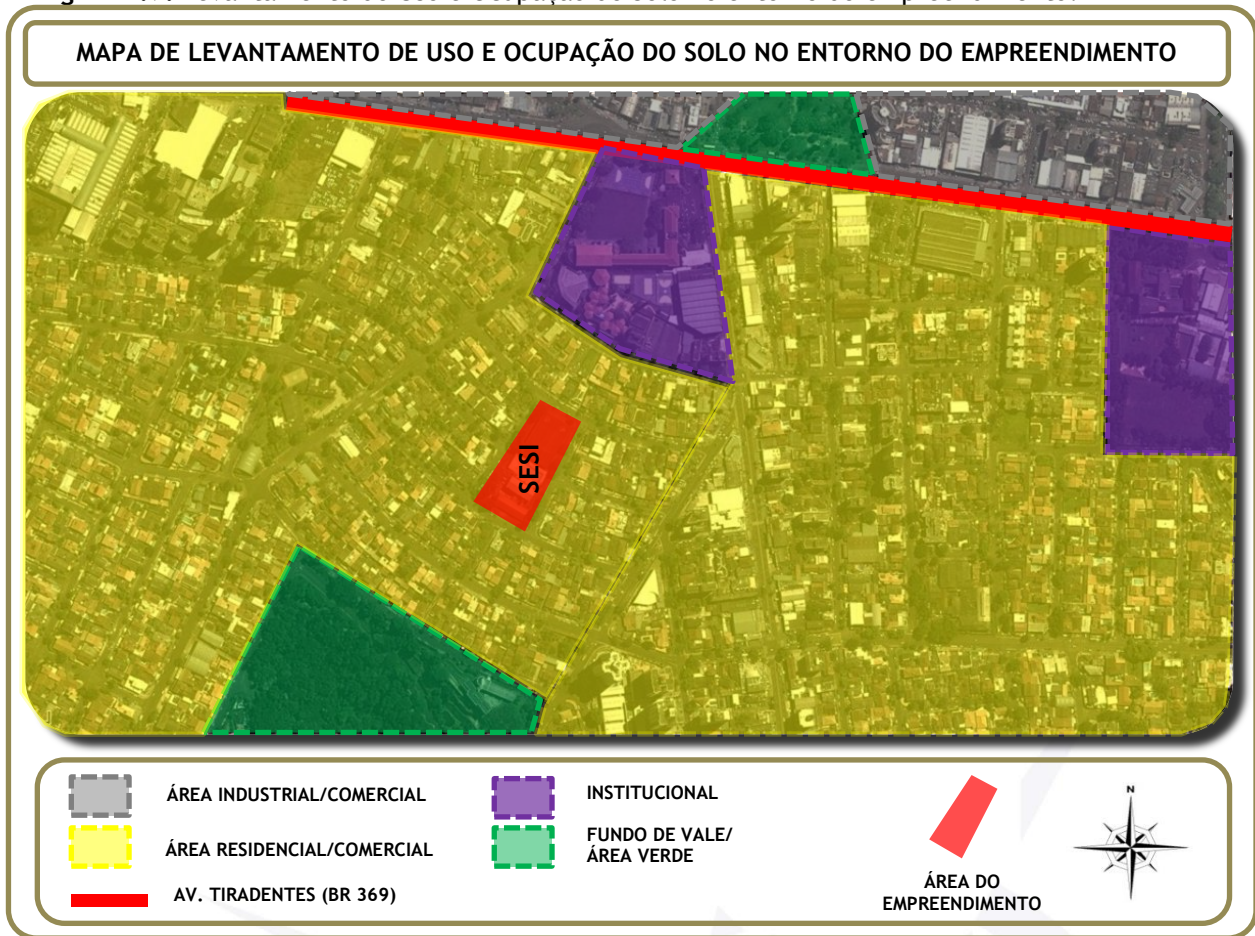 MAPA DE LEVANTAMENTO DE USO E OCUPAÇÃO DO SOLO NO ENTORNO DO EMPREENDIMENTO
SESI
ÁREA INDUSTRIAL/COMERCIAL
ÁREA RESIDENCIAL/COMERCIAL
AV. TIRADENTES (BR 369)
INSTITUCIONAL
FUNDO DE VALE/
ÁREA VERDE
ÁREA DO
EMPREENDIMENTO
N